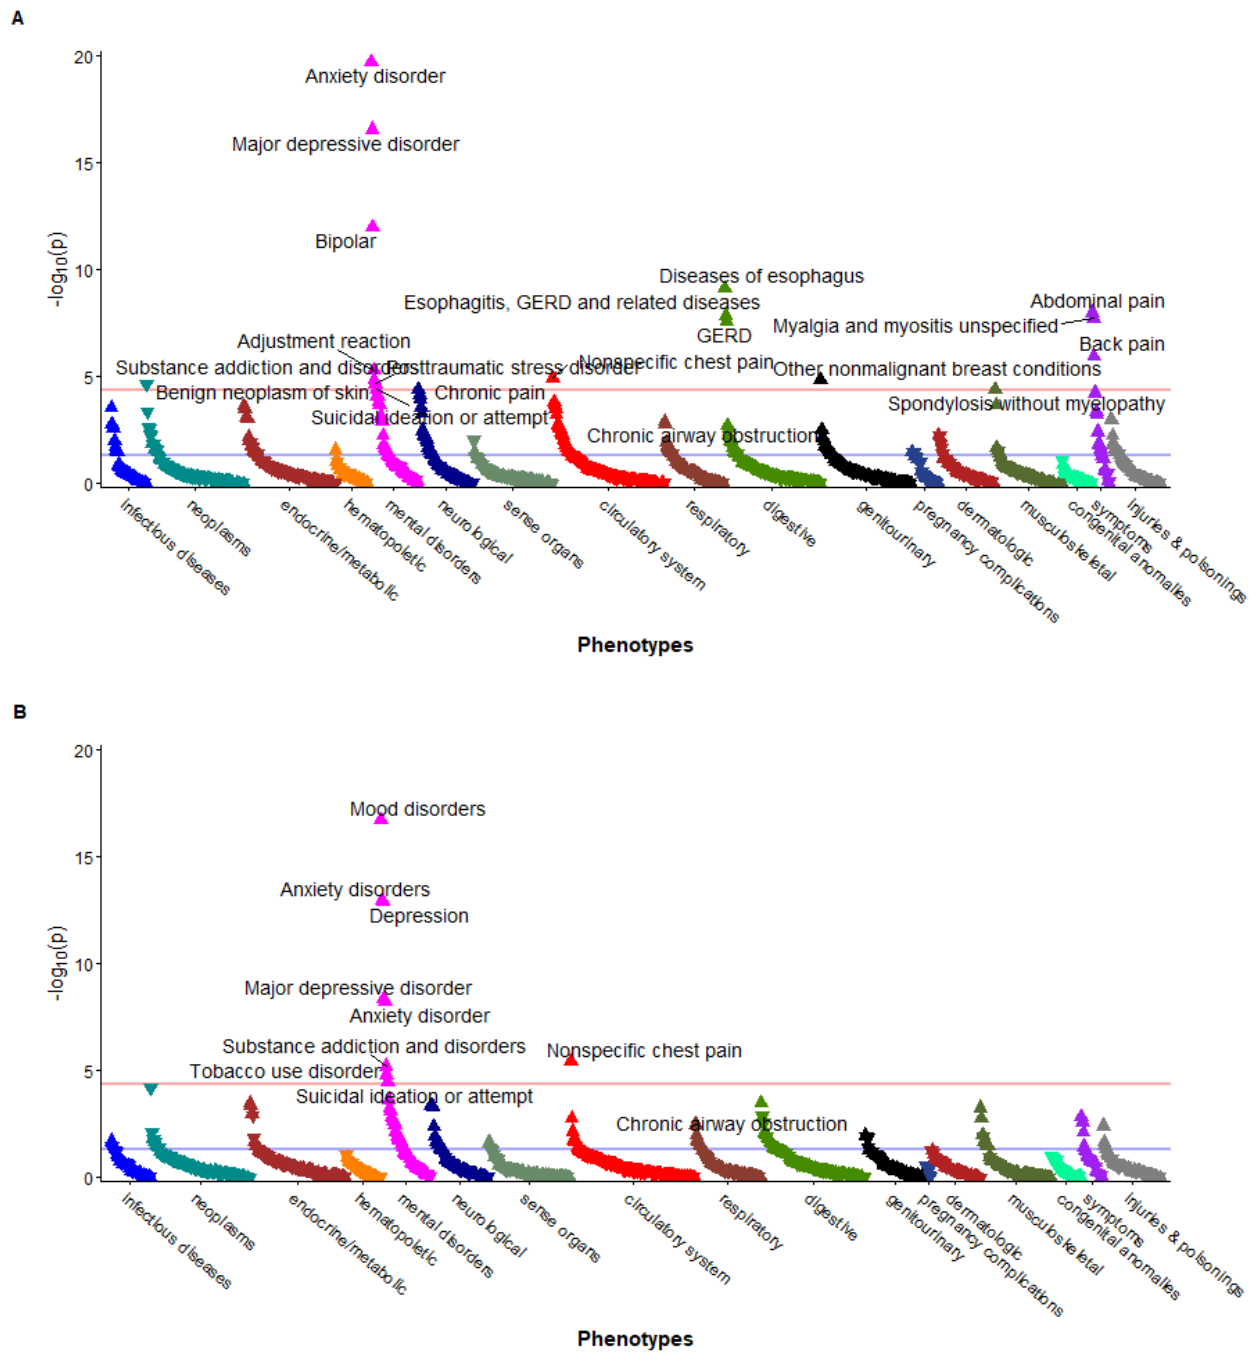 A
20
Anxiety disorder
Major depressive disorder
15
Bipolar
-log10(p)
10
Diseases of esophagus
Esophagitis, GERD and related diseases
Abdominal pain
Myalgia and myositis unspecified
GERD
Adjustment reaction
Back pain
Substance addiction and disorders
Posttraumatic stress disorder
Nonspecific chest pain
Other nonmalignant breast conditions
5
Benign neoplasm of skin
Chronic pain
Spondylosis without myelopathy
Suicidal ideation or attempt
Chronic airway obstruction
0
infectious diseases
neoplasms
endocrine/metabolic
hematopoietic
mental disorders
neurological
sense organs
circulatory system
respiratory
digestive
genitourinary
pregnancy complications
dermatologic
musculoskeletal
congenital anomalies
symptoms
injuries & poisonings
Phenotypes
B
20
Mood disorders
15
Anxiety disorders
Depression
-log10(p)
10
Major depressive disorder
Anxiety disorder
Substance addiction and disorders
Nonspecific chest pain
5
Tobacco use disorder
Suicidal ideation or attempt
Chronic airway obstruction
0
infectious diseases
neoplasms
endocrine/metabolic
hematopoietic
mental disorders
neurological
sense organs
circulatory system
respiratory
digestive
genitourinary
pregnancy complications
dermatologic
musculoskeletal
congenital anomalies
symptoms
injuries & poisonings
Phenotypes